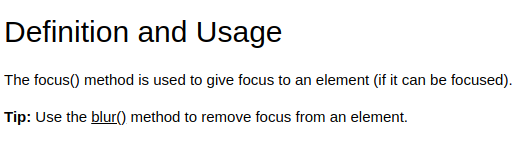 Definition and Usage
The focus() method is used to give focus to an element (if it can be focused).
Tip: Use the blur() method to remove focus from an element.